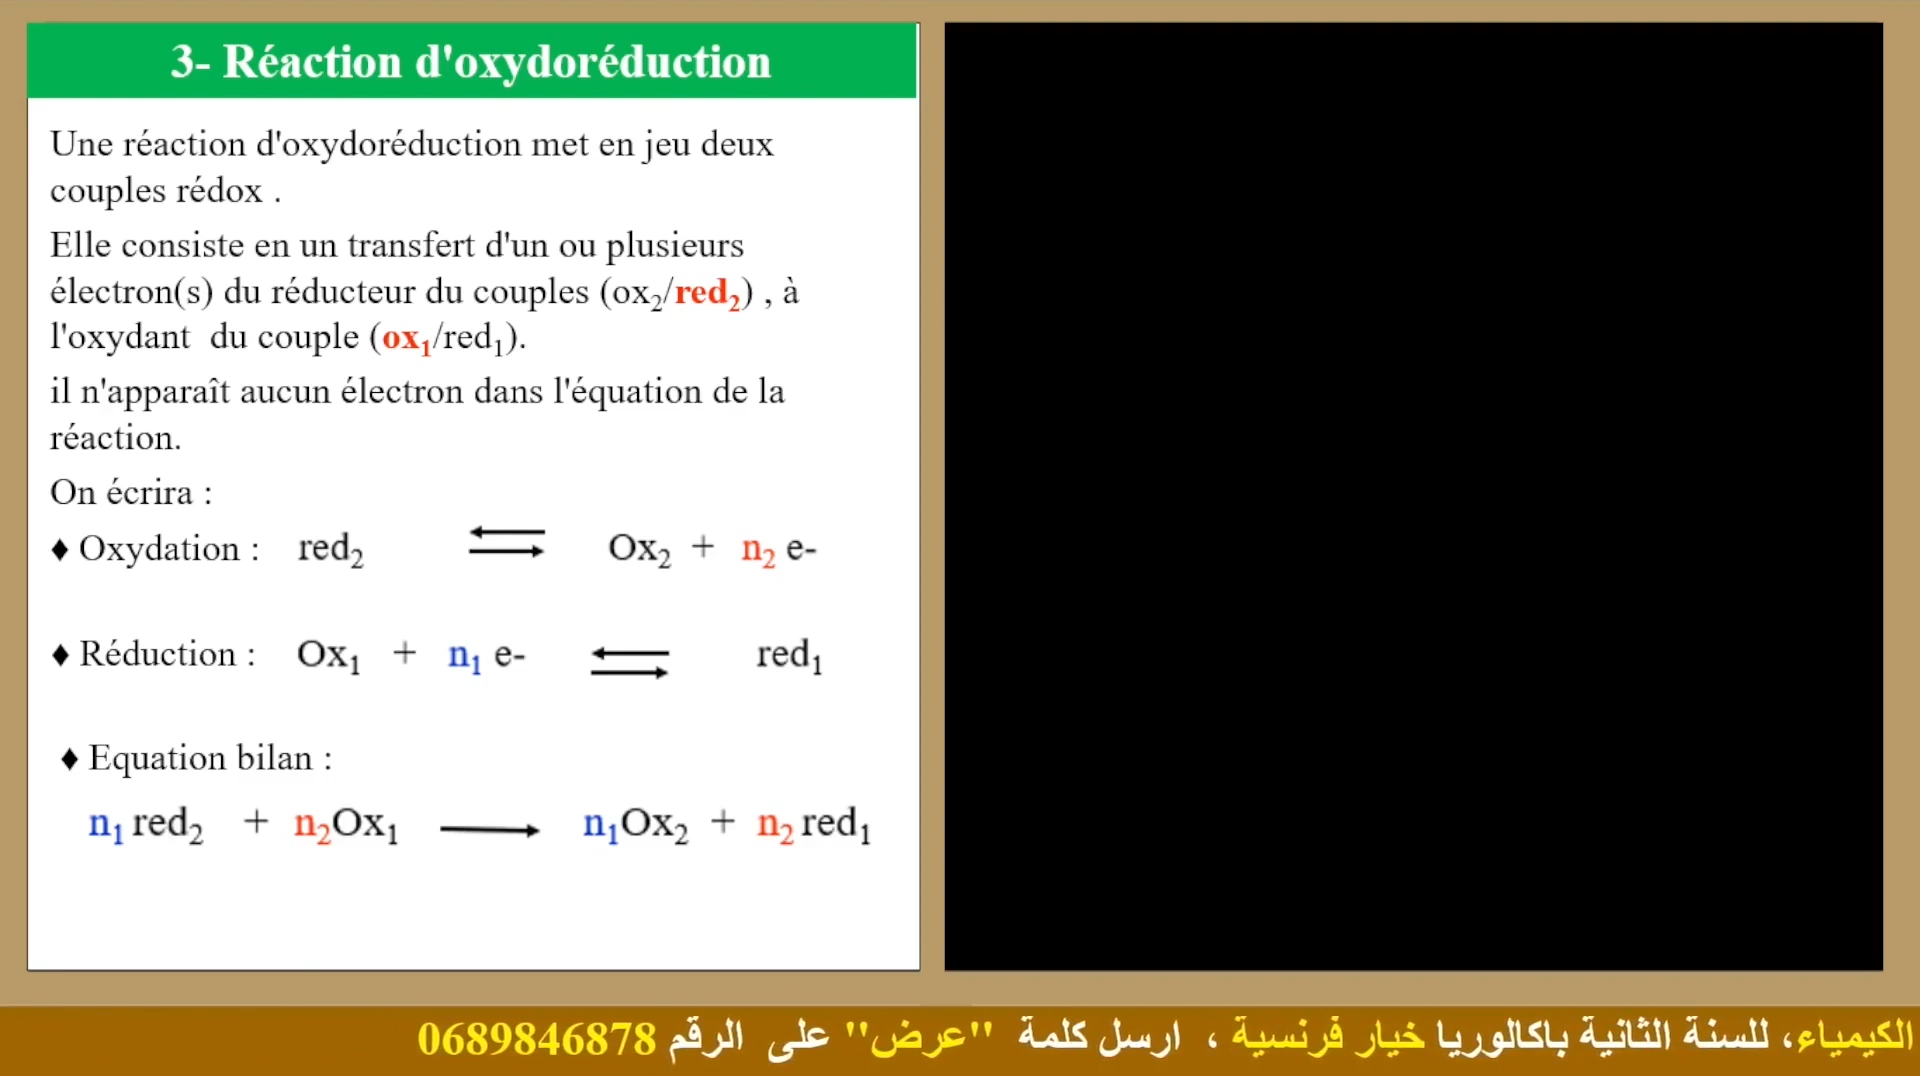 3- Réaction d'oxydoréduction
Une réaction d'oxydoréduction met en jeu deux
couples rédox .
Elle consiste en un transfert d'un ou plusieurs
électron(s) du réducteur du couples (ox₂/red₂) , à
l'oxydant du couple (ox₁/red₁).
il n'apparaît aucun électron dans l'équation de la
réaction.
On écrira :
♦ Oxydation : red₂ ⇄ Ox₂ + n₂ e-
♦ Réduction : Ox₁ + n₁ e- ⇄ red₁
♦ Equation bilan :
n₁ red₂ + n₂Ox₁ → n₁Ox₂ + n₂ red₁
الكيمياء، للسنة الثانية باكالوريا خيار فرنسية ، ارسل كلمة ''عرض'' على الرقم 0689846878